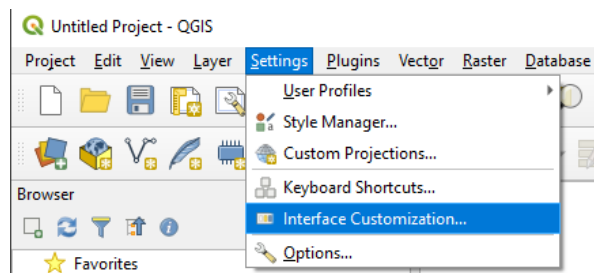 Untitled Project - QGIS
Project Edit View Layer Settings Plugins Vector Raster Database
User Profiles
Style Manager...
Custom Projections...
Keyboard Shortcuts...
Interface Customization...
Options...
Browser
Favorites